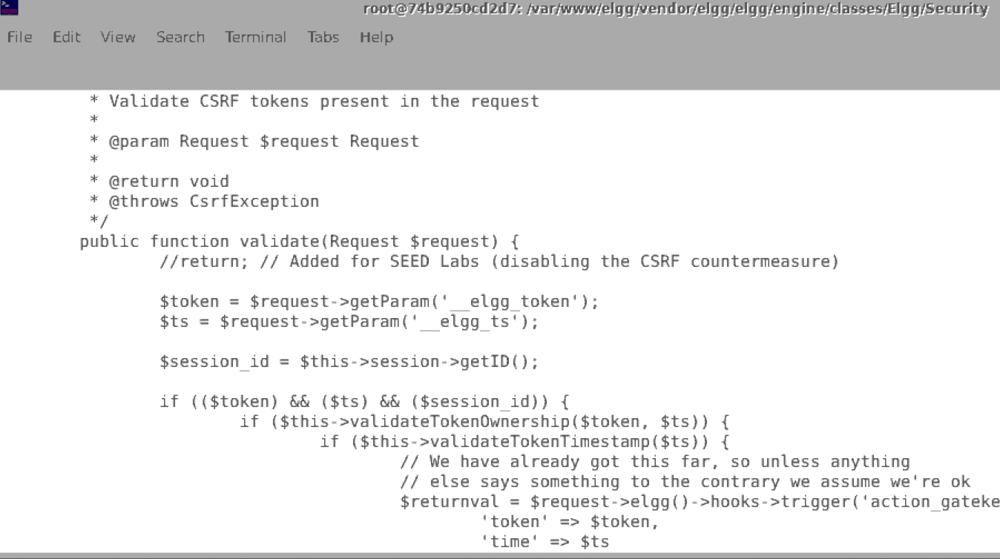 root@74b9250cd2d7: /var/www/elgg/vendor/elgg/elgg/engine/classes/Elgg/Security
File Edit View Search Terminal Tabs Help
* Validate CSRF tokens present in the request
*
* @param Request $request Request
*
* @return void
* @throws CsrfException
*/
public function validate(Request $request) {
//return; // Added for SEED Labs (disabling the CSRF countermeasure)
$token = $request->getParam('__elgg_token');
$ts = $request->getParam('__elgg_ts');
$session_id = $this->session->getID();
if (($token) && ($ts) && ($session_id)) {
if ($this->validateTokenOwnership($token, $ts)) {
if ($this->validateTokenTimestamp($ts)) {
// We have already got this far, so unless anything
// else says something to the contrary we assume we're ok
$returnval = $request->elgg()->hooks->trigger('action_gateke
'token' => $token,
'time' => $ts